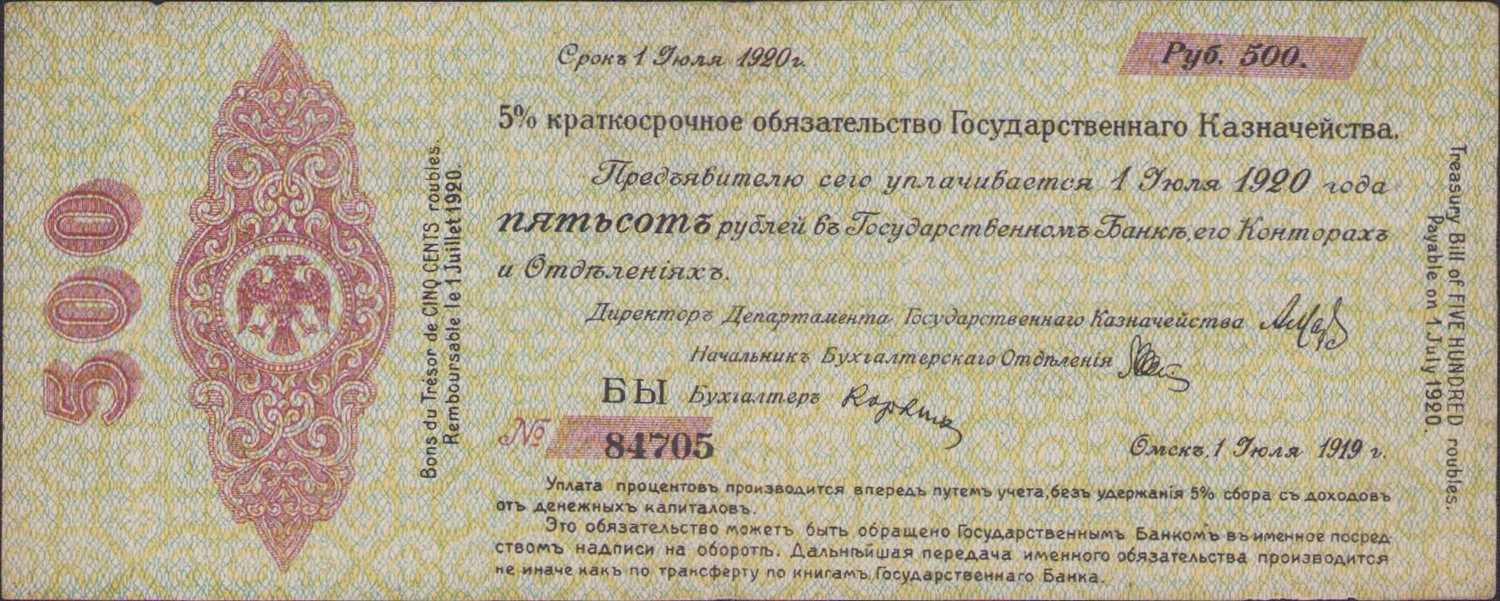 500
Bons du Trésor de CINQ CENTS roubles.
Remboursable le 1 Juillet 1920.
Срокъ 1 Июля 1920 г.
Руб. 500.
5% краткосрочное обязательство Государственнаго Казначейства.
Предъявителю сего уплачивается 1 Июля 1920 года
пятьсотъ рублей въ Государственномъ Банкѣ, его Конторахъ
и Отдѣленіяхъ.
Директоръ Департамента Государственнаго Казначейства
Начальникъ Бухгалтерскаго Отдѣленія
БЫ Бухгалтеръ
№ 84705
Омскъ, 1 Июля 1919 г.
Уплата процентовъ производится впередъ путемъ учета, безъ удержанія 5% сбора съ доходовъ
отъ денежныхъ капиталовъ.
Это обязательство можетъ быть обращено Государственнымъ Банкомъ въ именное посред-
ствомъ надписи на оборотѣ. Дальнѣйшая передача именного обязательства производится
не иначе какъ по трансферту по книгамъ Государственнаго Банка.
Treasury Bill of FIVE HUNDRED roubles.
Payable on 1 July 1920.